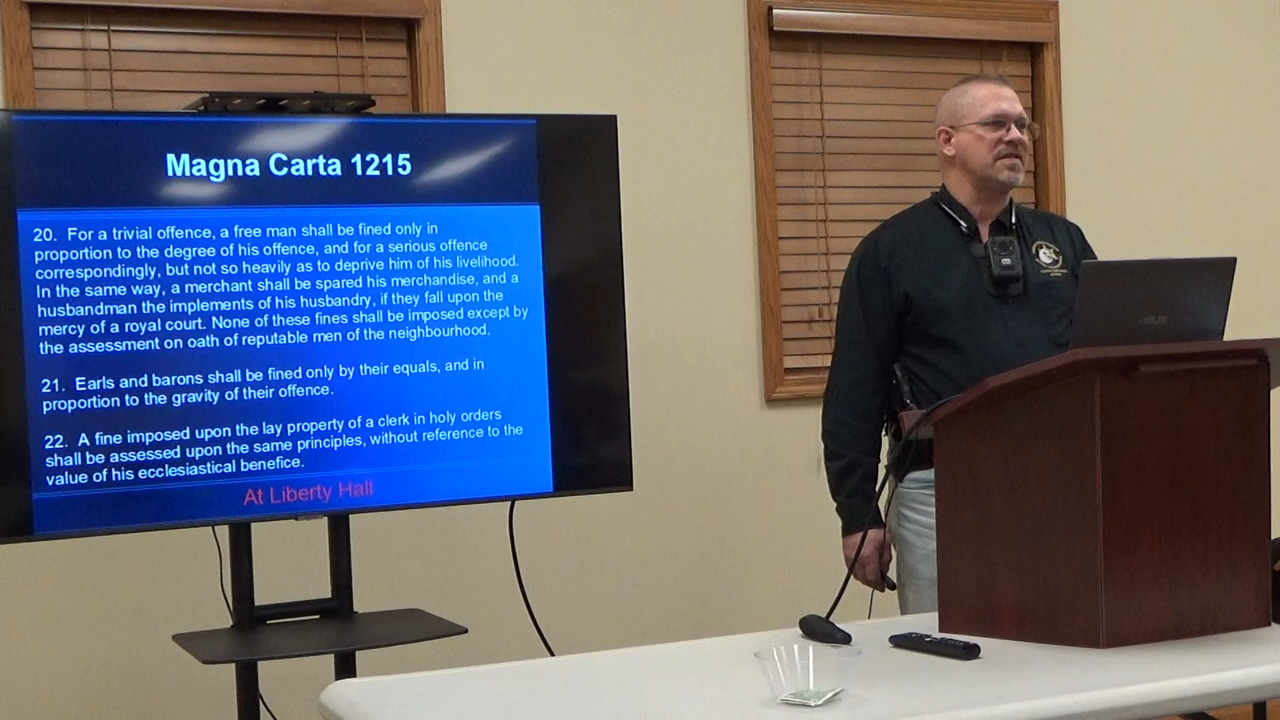 Magna Carta 1215
20. For a trivial offence, a free man shall be fined only in
proportion to the degree of his offence, and for a serious offence
correspondingly, but not so heavily as to deprive him of his livelihood.
In the same way, a merchant shall be spared his merchandise, and a
husbandman the implements of his husbandry, if they fall upon the
mercy of a royal court. None of these fines shall be imposed except by
the assessment on oath of reputable men of the neighbourhood.
21. Earls and barons shall be fined only by their equals, and in
proportion to the gravity of their offence.
22. A fine imposed upon the lay property of a clerk in holy orders
shall be assessed upon the same principles, without reference to the
value of his ecclesiastical benefice.
At Liberty Hall
ASUS